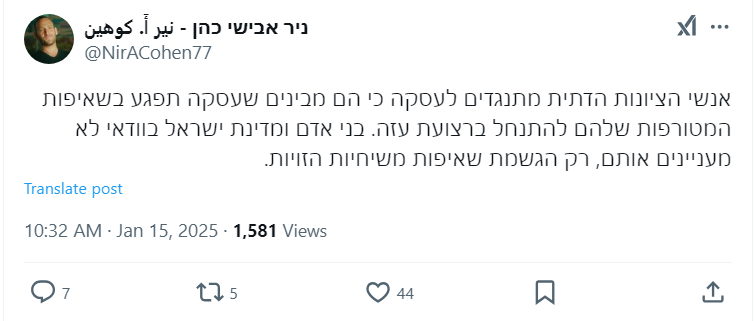 ניר אבישי כהן - نير أ. كوهين
@NirACohen77
אנשי הציונות הדתית מתנגדים לעסקה כי הם מבינים שעסקה תפגע בשאיפות
המטורפות שלהם להתנחל ברצועת עזה. בני אדם ומדינת ישראל בוודאי לא
מעניינים אותם, רק הגשמת שאיפות משיחיות הזויות.
Translate post
10:32 AM · Jan 15, 2025 · 1,581 Views
7 5 44